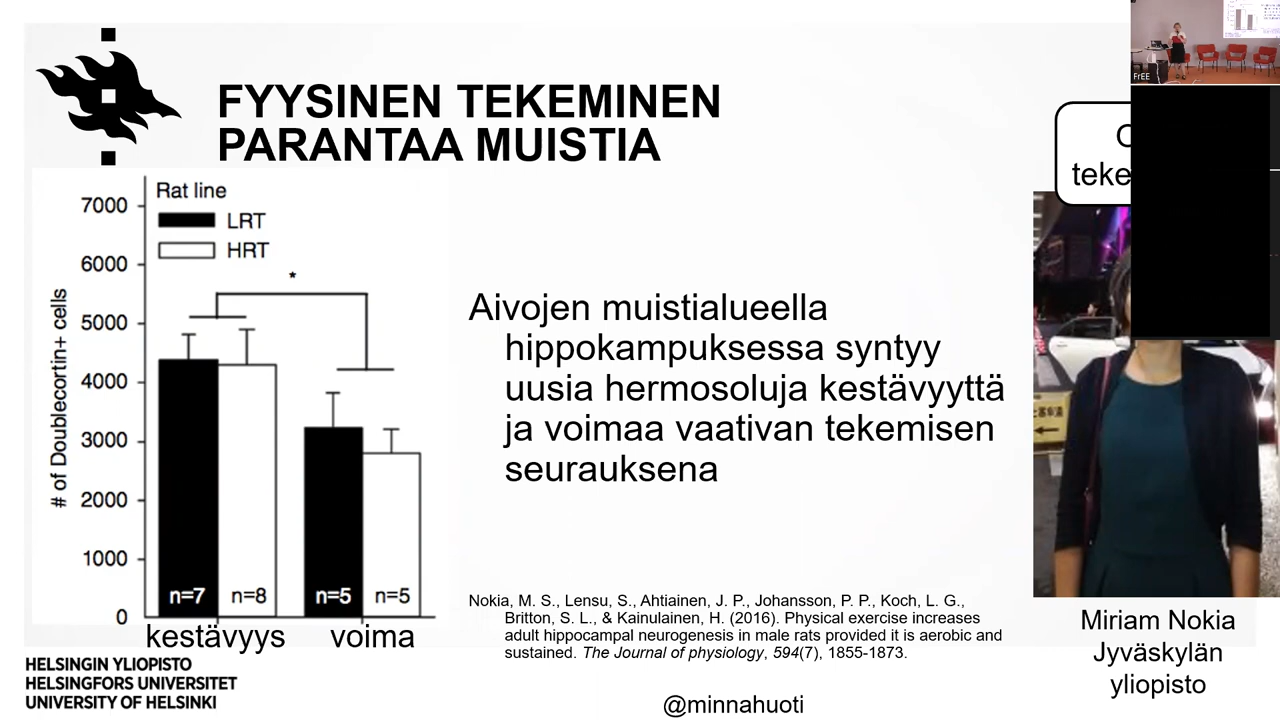 FYYSINEN TEKEMINEN
PARANTAA MUISTIA
Rat line
LRT
HRT
*
# of Doublecortin+ cells
7000
6000
5000
4000
3000
2000
1000
0
n=7
n=8
n=5
n=5
kestävyys
voima
Aivojen muistialueella
hippokampuksessa syntyy
uusia hermosoluja kestävyyttä
ja voimaa vaativan tekemisen
seurauksena
Nokia, M. S., Lensu, S., Ahtiainen, J. P., Johansson, P. P., Koch, L. G.,
Britton, S. L., & Kainulainen, H. (2016). Physical exercise increases
adult hippocampal neurogenesis in male rats provided it is aerobic and
sustained. The Journal of physiology, 594(7), 1855-1873.
FrEE
Miriam Nokia
Jyväskylän
yliopisto
HELSINGIN YLIOPISTO
HELSINGFORS UNIVERSITET
UNIVERSITY OF HELSINKI
@minnahuoti